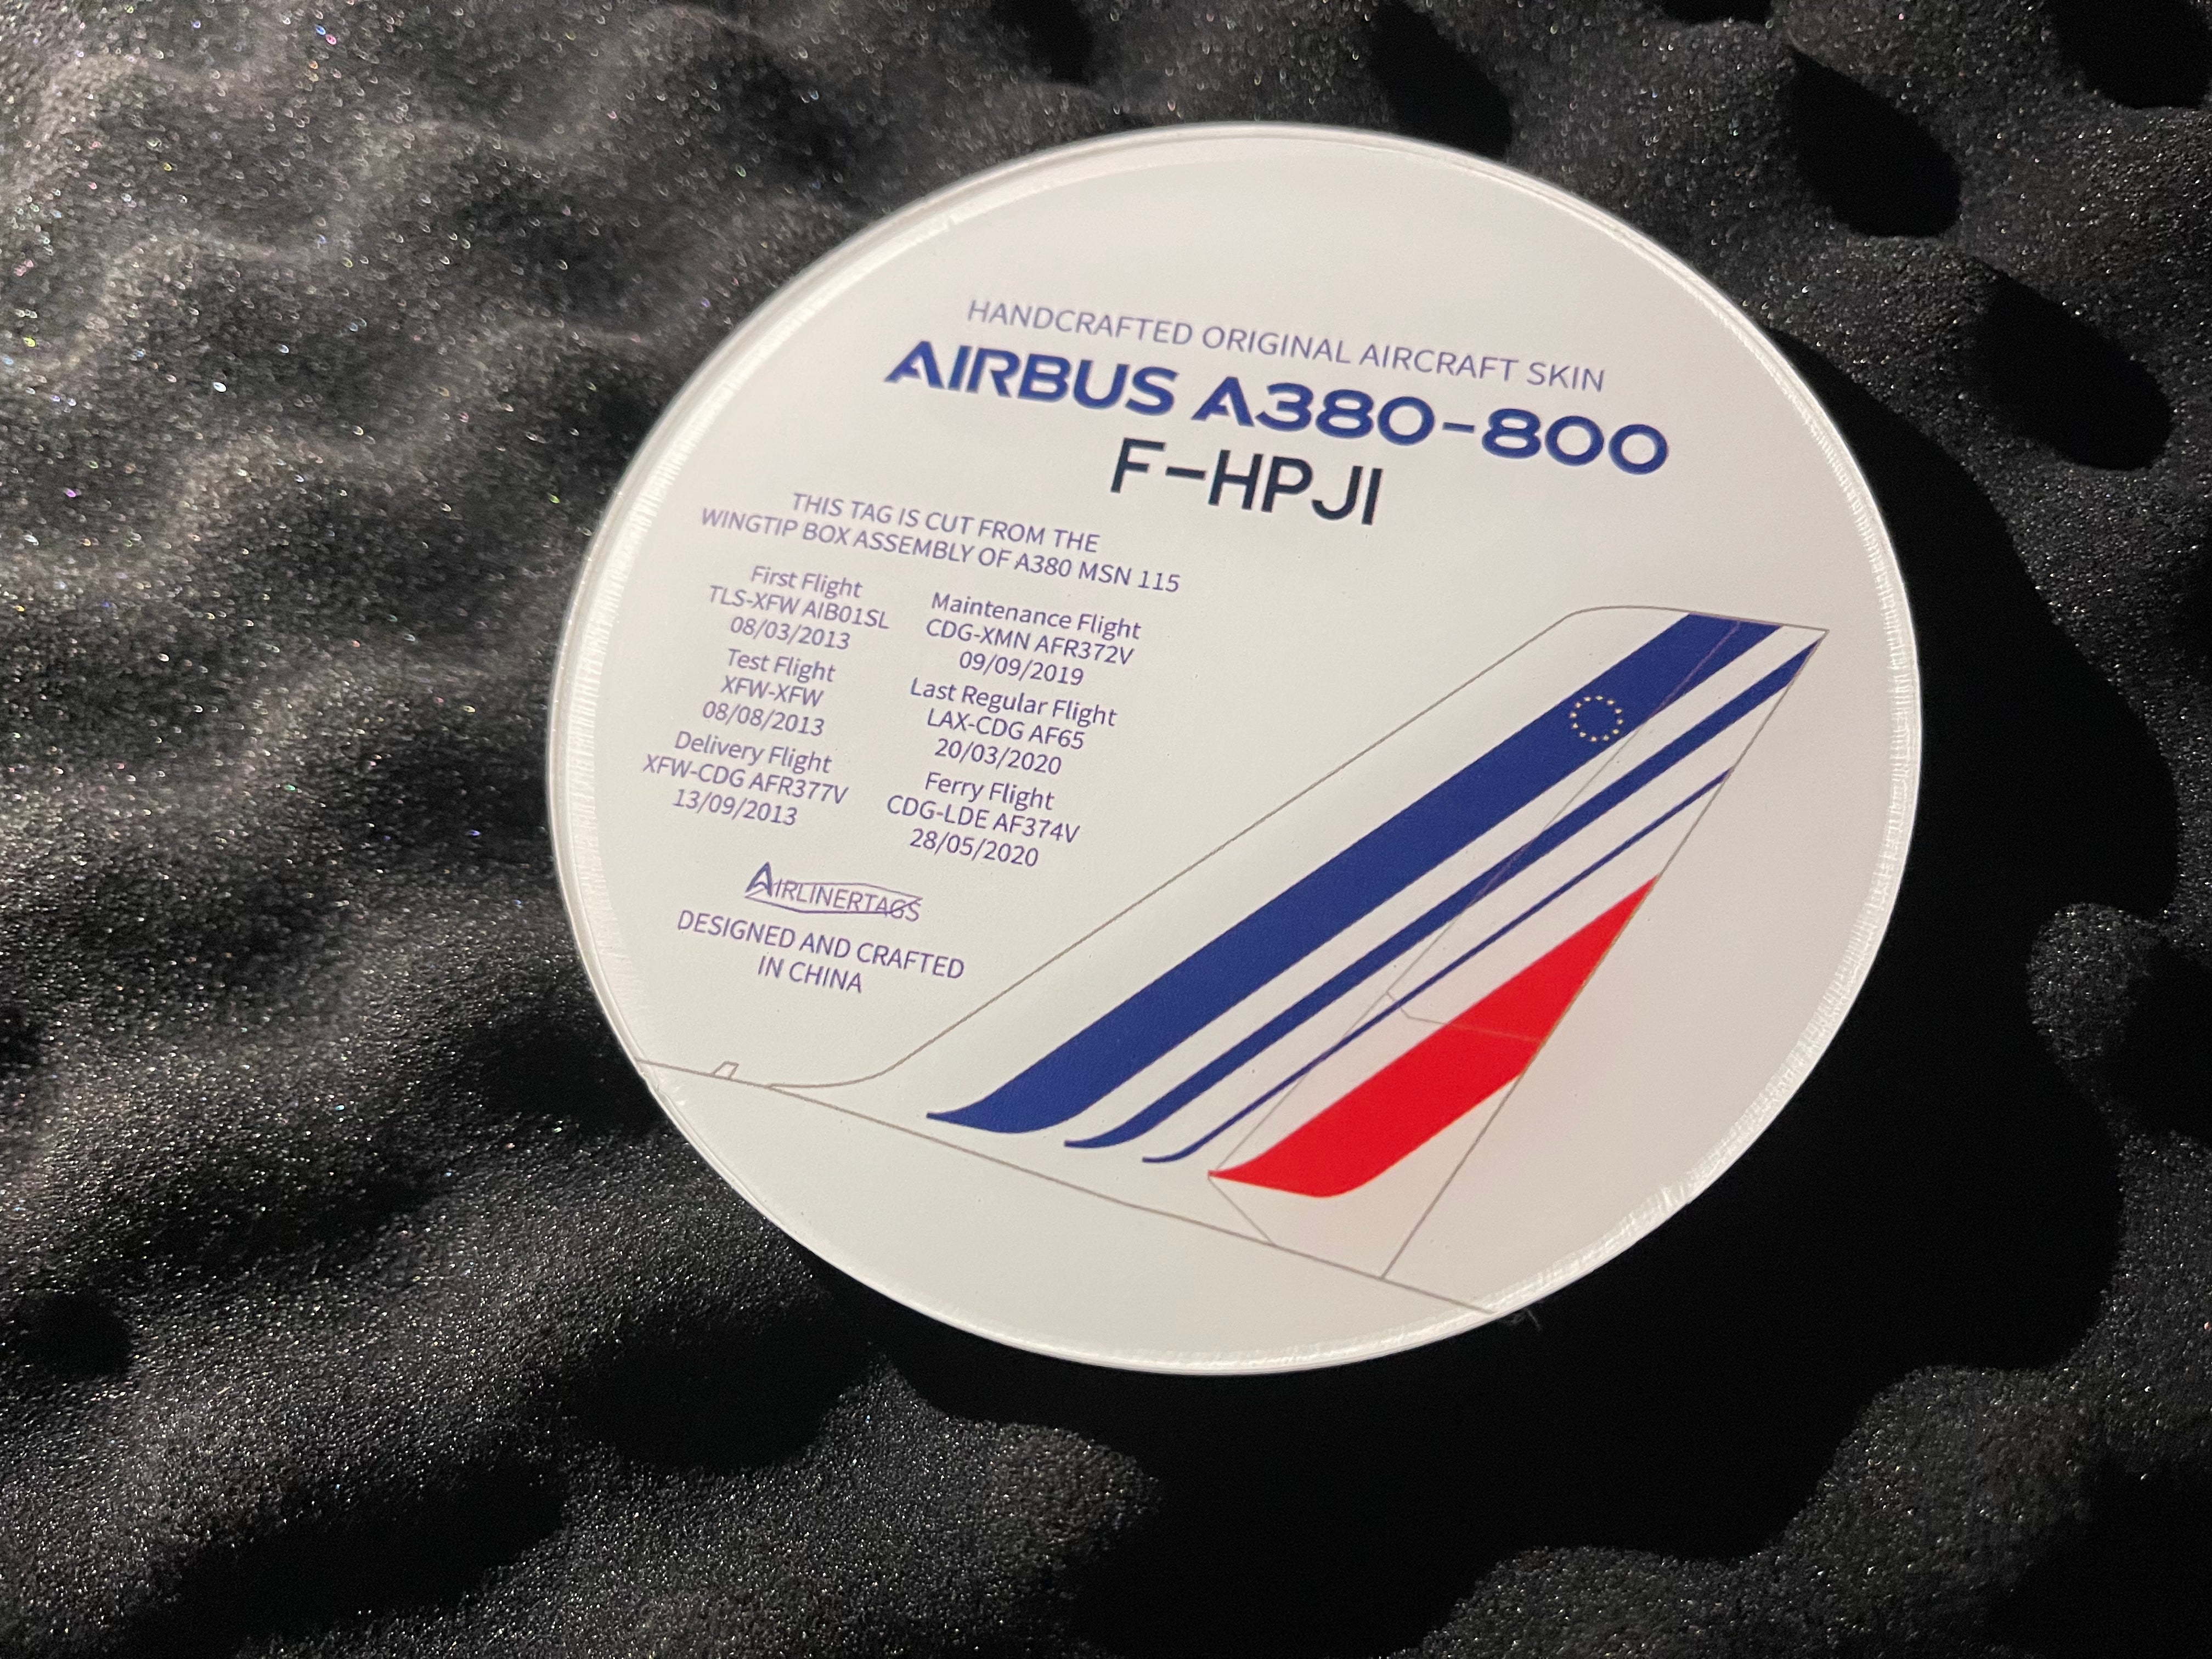 HANDCRAFTED ORIGINAL AIRCRAFT SKIN
AIRBUS A380-800
F-HPJI
THIS TAG IS CUT FROM THE
WINGTIP BOX ASSEMBLY OF A380 MSN 115
First Flight
TLS-XFW AIB01SL
08/03/2013
Test Flight
XFW-XFW
08/08/2013
Delivery Flight
XFW-CDG AFR377V
13/09/2013
Maintenance Flight
CDG-XMN AFR372V
09/09/2019
Last Regular Flight
LAX-CDG AF65
20/03/2020
Ferry Flight
CDG-LDE AF374V
28/05/2020
AIRLINERTAGS
DESIGNED AND CRAFTED
IN CHINA